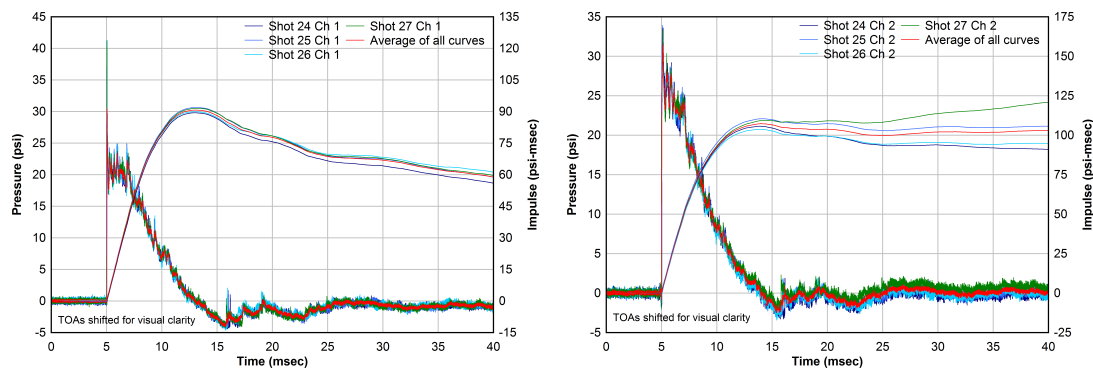 45 135
40 Shot 24 Ch 1 Shot 27 Ch 1 120
Shot 25 Ch 1 Average of all curves
35 Shot 26 Ch 1 105
30 90
25 75
20 60
15 45
10 30
5 15
0 0
TOAs shifted for visual clarity
-5 -15
0 5 10 15 20 25 30 35 40
Time (msec)
Pressure (psi)
Impulse (psi-msec)
35 175
Shot 24 Ch 2 Shot 27 Ch 2
Shot 25 Ch 2 Average of all curves
30 Shot 26 Ch 2 150
25 125
20 100
15 75
10 50
5 25
0 0
TOAs shifted for visual clarity
-5 -25
0 5 10 15 20 25 30 35 40
Time (msec)
Pressure (psi)
Impulse (psi-msec)